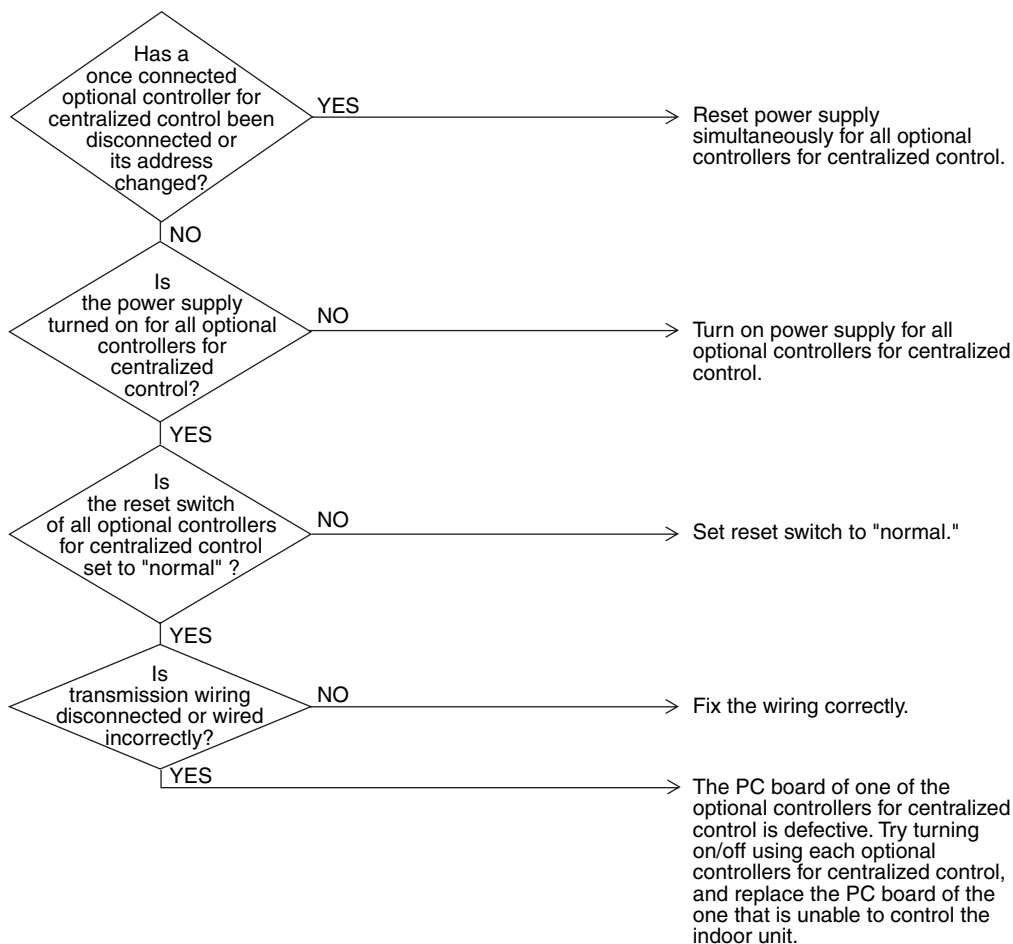 Has a
once connected
optional controller for
centralized control been
disconnected or
its address
changed?
YES
Reset power supply
simultaneously for all optional
controllers for centralized control.
NO
Is
the power supply
turned on for all optional
controllers for
centralized
control?
NO
Turn on power supply for all
optional controllers for centralized
control.
YES
Is
the reset switch
of all optional controllers
for centralized control
set to "normal" ?
NO
Set reset switch to "normal."
YES
Is
transmission wiring
disconnected or wired
incorrectly?
NO
Fix the wiring correctly.
YES
The PC board of one of the
optional controllers for centralized
control is defective. Try turning
on/off using each optional
controllers for centralized control,
and replace the PC board of the
one that is unable to control the
indoor unit.